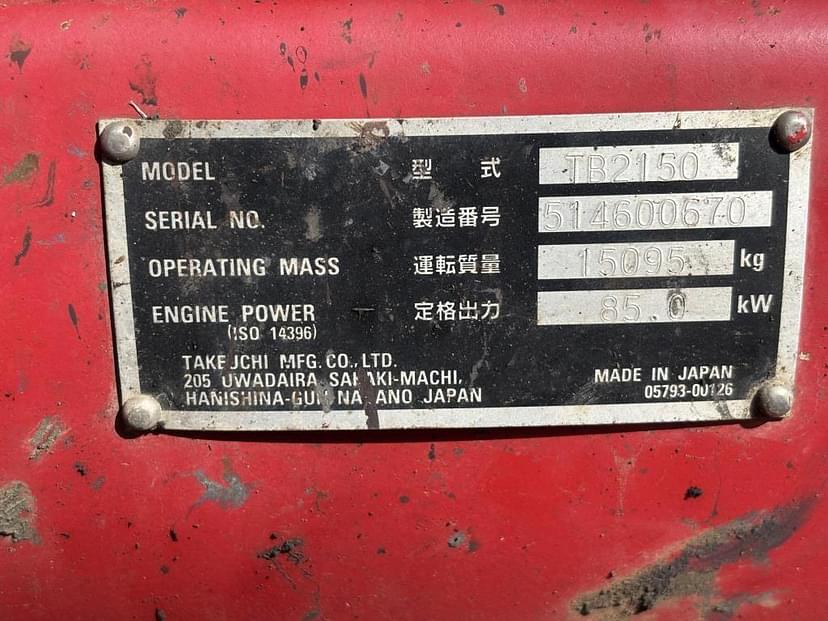 MODEL 型式 TB2150
SERIAL NO. 製造番号 514600670
OPERATING MASS 運転質量 15095 kg
ENGINE POWER 定格出力 85.0 kW
(ISO 14396)
TAKEUCHI MFG. CO., LTD.
205 UWADAIRA SAKAKI-MACHI,
HANISHINA-GUN NAGANO JAPAN
MADE IN JAPAN
05793-00126